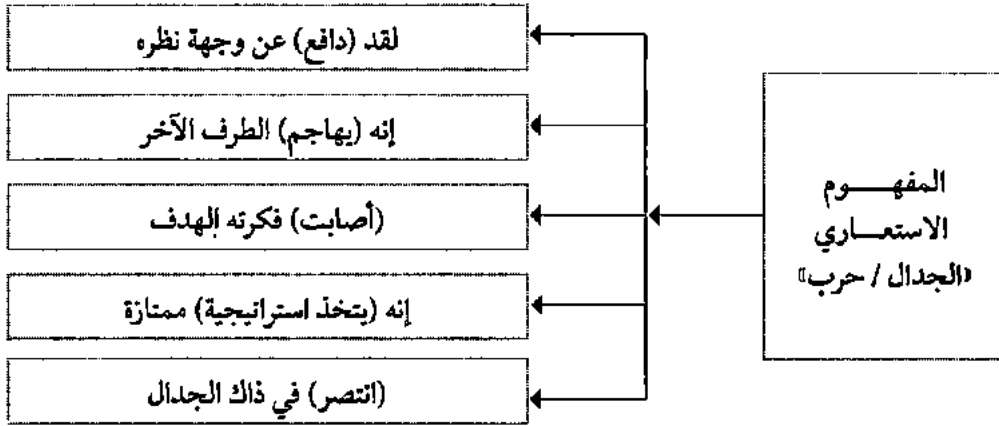 المفهوم
الاستعاري
«الجدال / حرب»
لقد (دافع) عن وجهة نظره
إنه (يهاجم) الطرف الآخر
(أصابت) فكرته الهدف
إنه (يتخذ استراتيجية) ممتازة
(انتصر) في ذاك الجدال